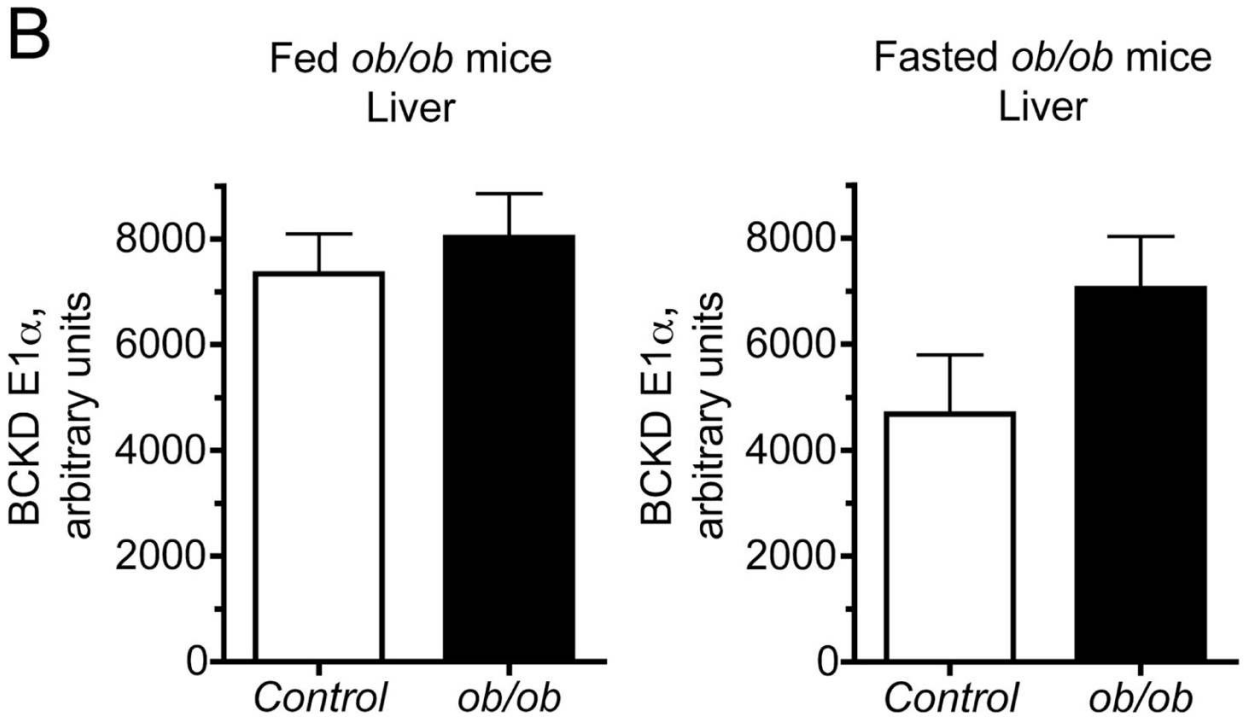 B
Fed ob/ob mice
Liver
BCKD E1α,
arbitrary units
8000
6000
4000
2000
0
Control
ob/ob
Fasted ob/ob mice
Liver
BCKD E1α,
arbitrary units
8000
6000
4000
2000
0
Control
ob/ob